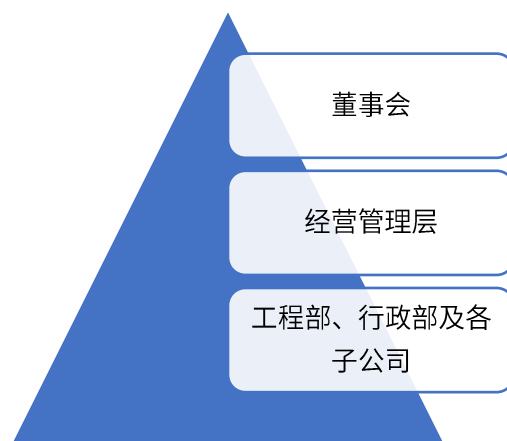 董事会
经营管理层
工程部、行政部及各
子公司